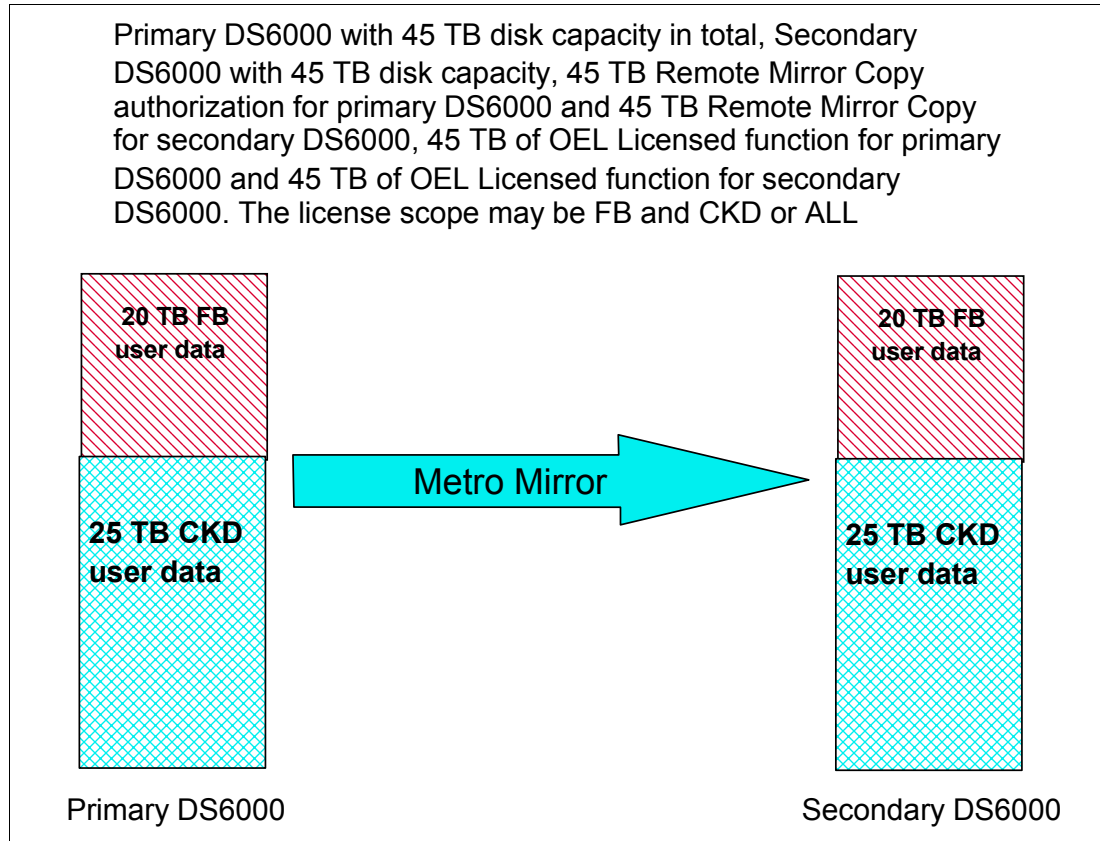 Primary DS6000 with 45 TB disk capacity in total, Secondary
DS6000 with 45 TB disk capacity, 45 TB Remote Mirror Copy
authorization for primary DS6000 and 45 TB Remote Mirror Copy
for secondary DS6000, 45 TB of OEL Licensed function for primary
DS6000 and 45 TB of OEL Licensed function for secondary
DS6000. The license scope may be FB and CKD or ALL
20 TB FB
user data
20 TB FB
user data
Metro Mirror
25 TB CKD
user data
25 TB CKD
user data
Primary DS6000
Secondary DS6000